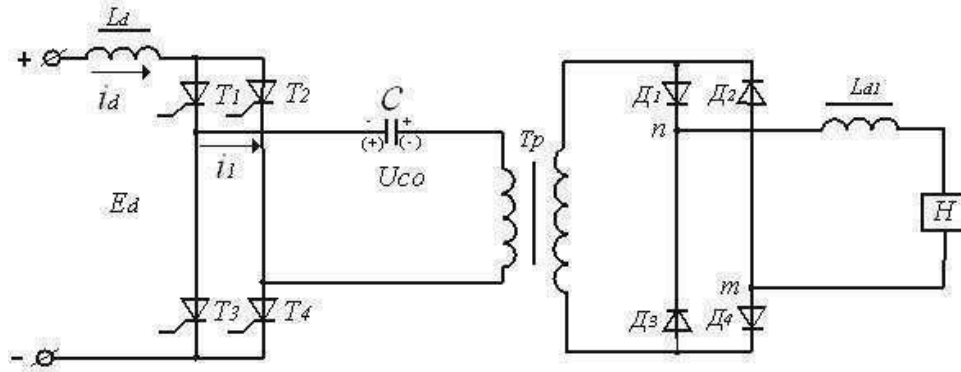 Ld
+
id
T1
T2
C
- +
(+) (-)
Uco
i1
Ed
T3
T4
-
Tp
Д1
Д2
n
Ld1
H
m
Д3
Д4